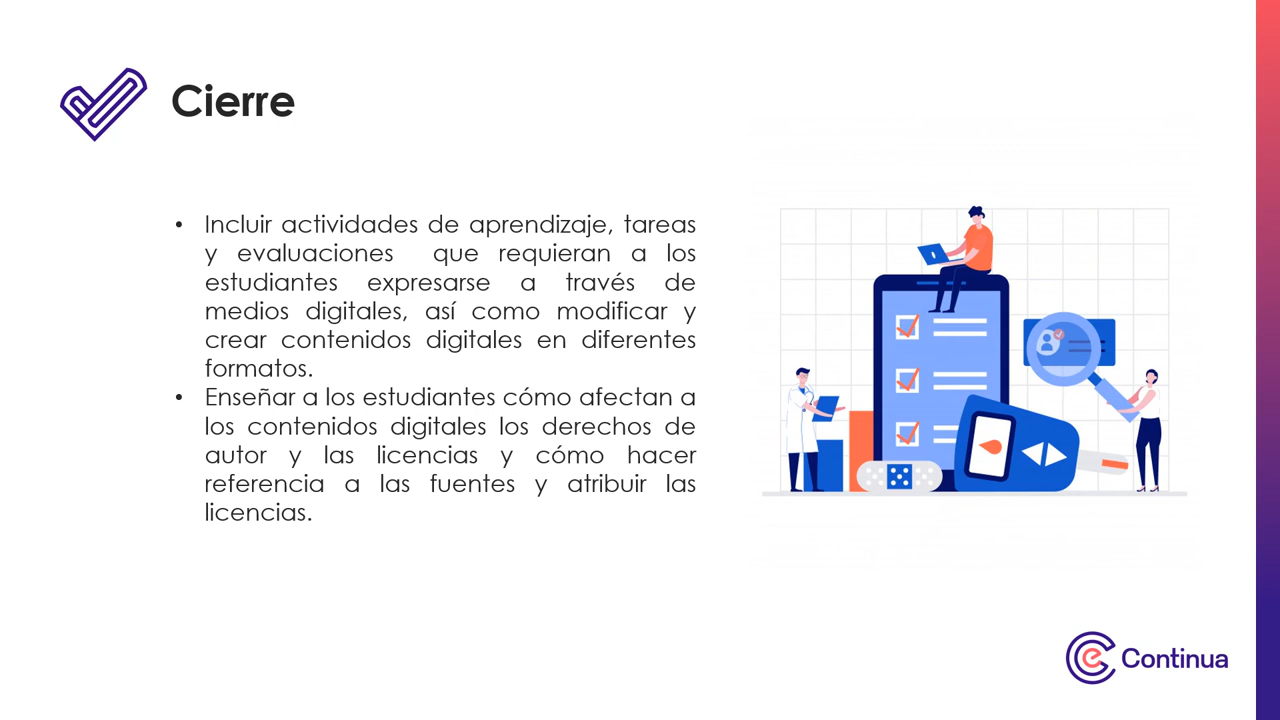 Cierre
• Incluir actividades de aprendizaje, tareas
y evaluaciones que requieran a los
estudiantes expresarse a través de
medios digitales, así como modificar y
crear contenidos digitales en diferentes
formatos.
• Enseñar a los estudiantes cómo afectan a
los contenidos digitales los derechos de
autor y las licencias y cómo hacer
referencia a las fuentes y atribuir las
licencias.
Continua